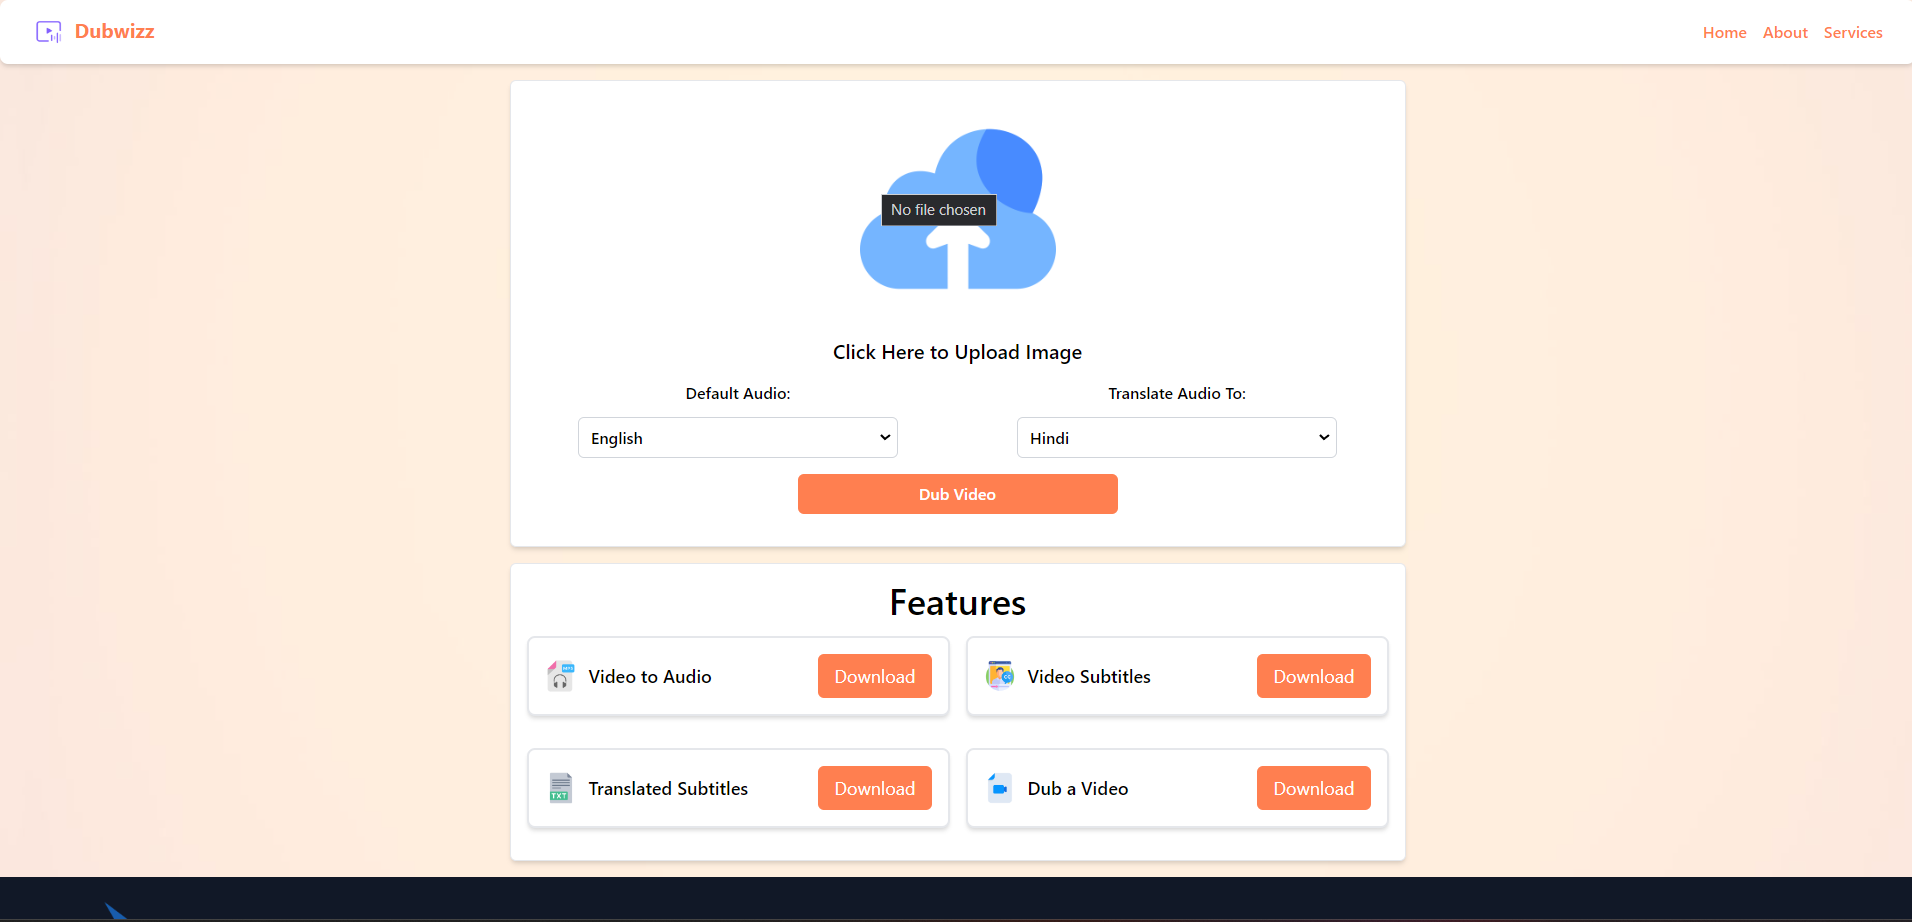 Dubwizz
Home About Services
No file chosen
Click Here to Upload Image
Default Audio: Translate Audio To:
English Hindi
Dub Video
Features
Video to Audio Download Video Subtitles Download
Translated Subtitles Download Dub a Video Download
TXT